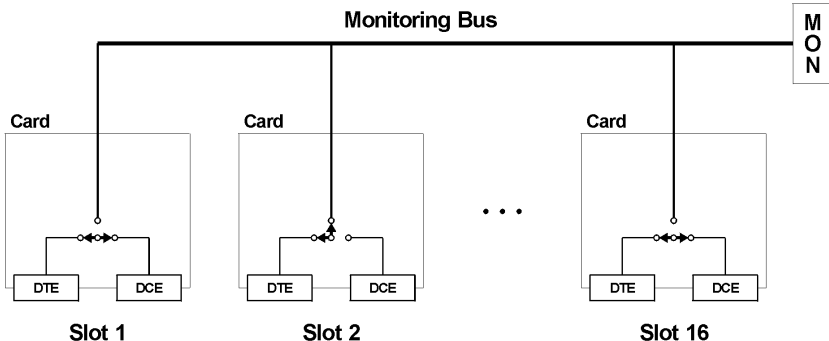 Monitoring Bus
M
O
N
Card
Card
Card
• • •
DTE
DCE
DTE
DCE
DTE
DCE
Slot 1
Slot 2
Slot 16